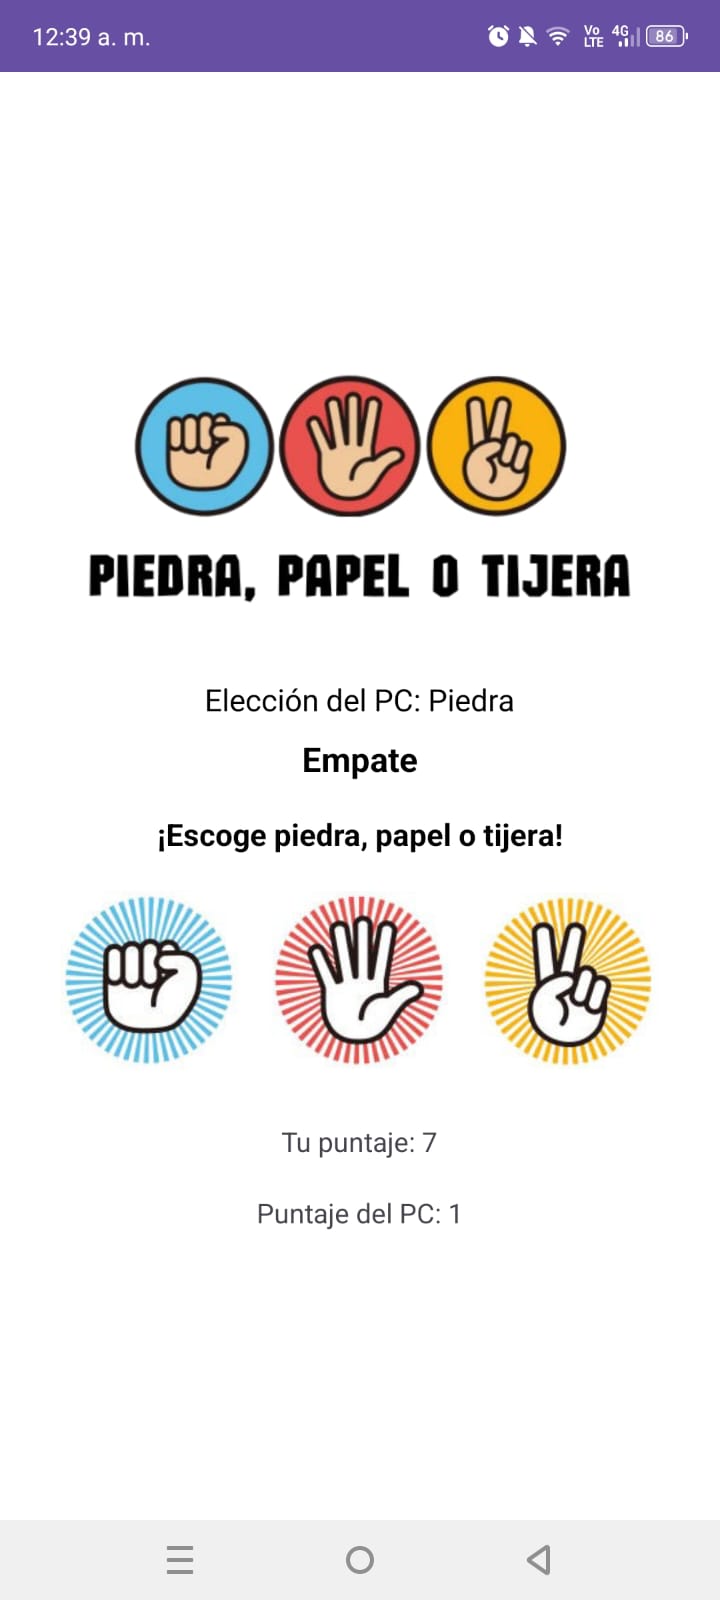 12:39 a. m.
Vo LTE 4G 86
PIEDRA, PAPEL O TIJERA
Elección del PC: Piedra
Empate
¡Escoge piedra, papel o tijera!
Tu puntaje: 7
Puntaje del PC: 1